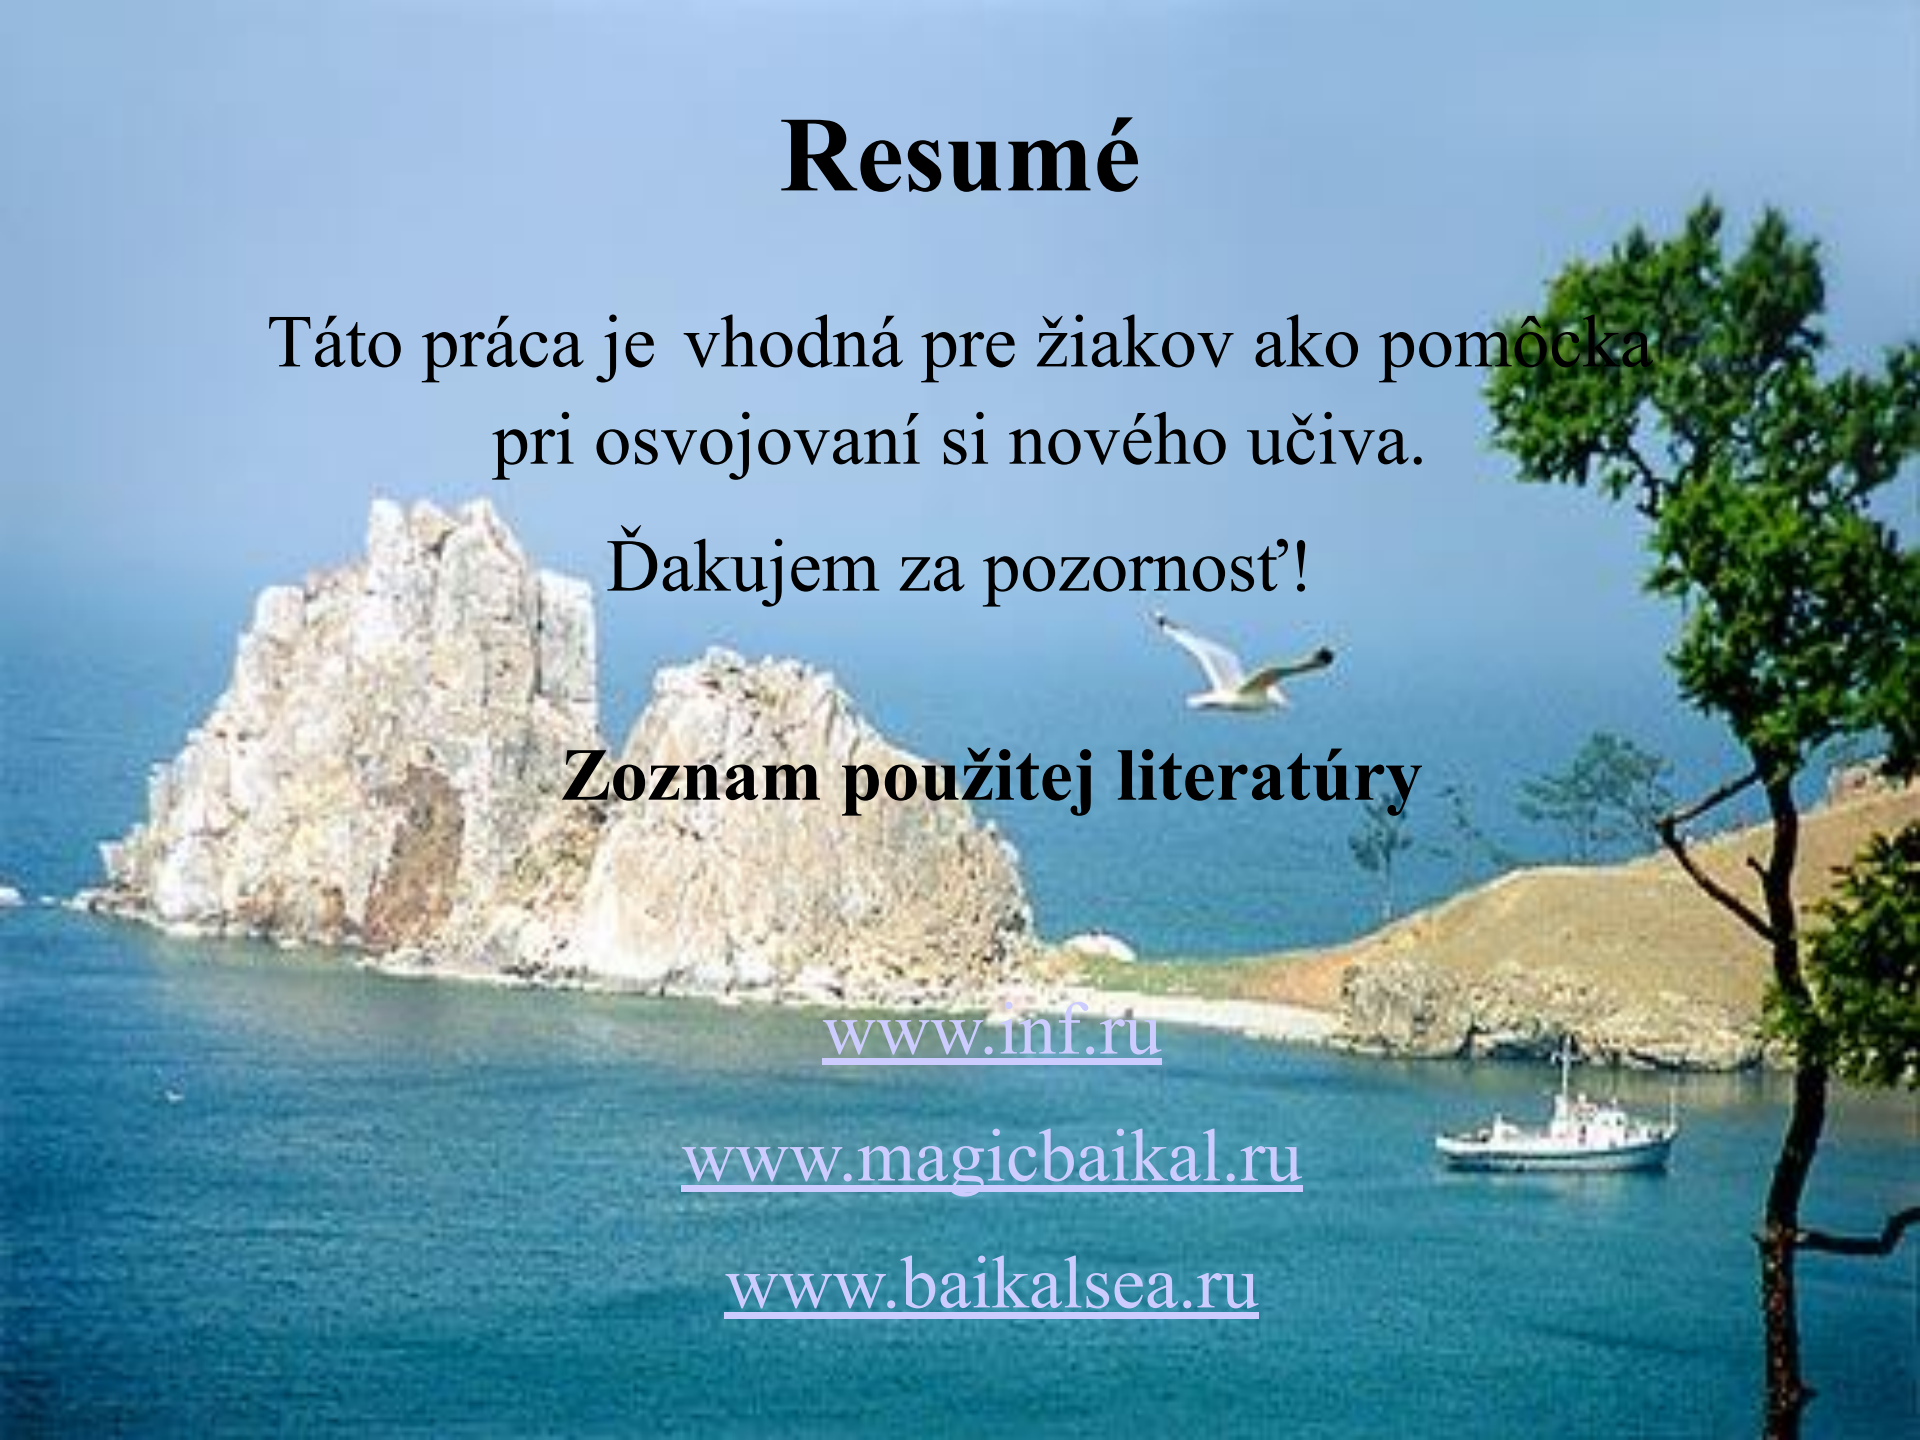 Resumé
Táto práca je vhodná pre žiakov ako pomôcka
pri osvojovaní si nového učiva.
Ďakujem za pozornosť!
Zoznam použitej literatúry
www.inf.ru
www.magicbaikal.ru
www.baikalsea.ru